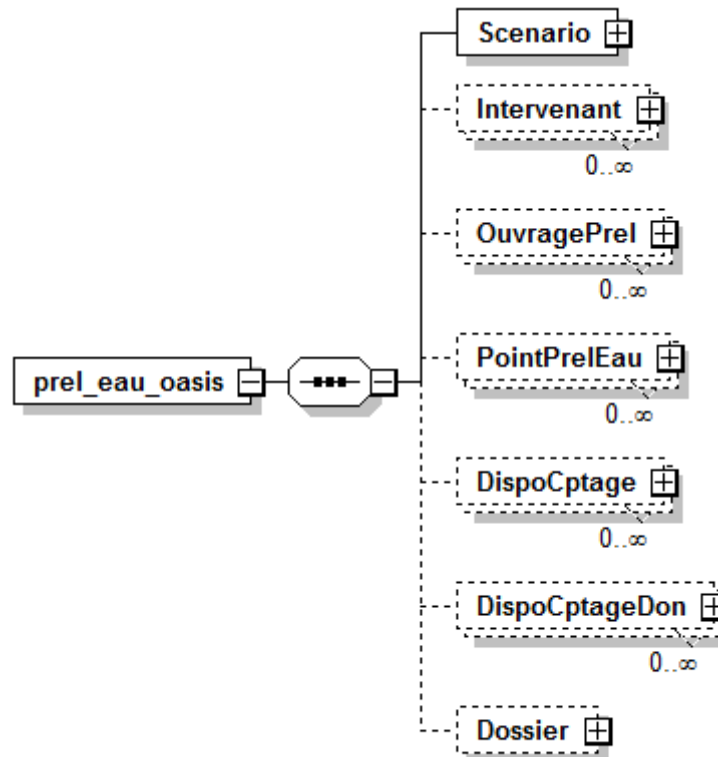 Scenario
Intervenant
0..∞
OuvragePrel
0..∞
PointPrelEau
0..∞
prel_eau_oasis
DispoCptage
0..∞
DispoCptageDon
0..∞
Dossier